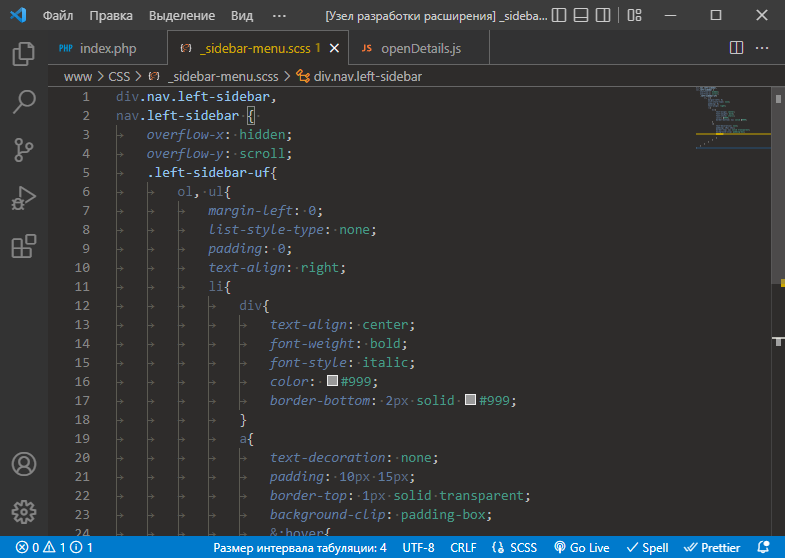 Файл Правка Выделение Вид ··· [Узел разработки расширения] _sideba...
PHP index.php _sidebar-menu.scss 1 JS openDetails.js ···
www > CSS > _sidebar-menu.scss > div.nav.left-sidebar
1 div.nav.left-sidebar,
2 nav.left-sidebar {
3 overflow-x: hidden;
4 overflow-y: scroll;
5 .left-sidebar-uf{
6 ol, ul{
7 margin-left: 0;
8 list-style-type: none;
9 padding: 0;
10 text-align: right;
11 li{
12 div{
13 text-align: center;
14 font-weight: bold;
15 font-style: italic;
16 color: #999;
17 border-bottom: 2px solid #999;
18 }
19 a{
20 text-decoration: none;
21 padding: 10px 15px;
22 border-top: 1px solid transparent;
23 background-clip: padding-box;
24 &:hover{
0 1 1 Размер интервала табуляции: 4 UTF-8 CRLF SCSS Go Live Spell Prettier